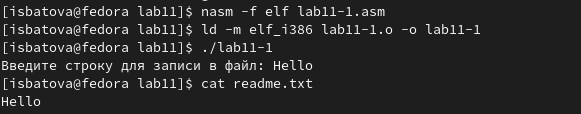 [isbatova@fedora lab11]$ nasm -f elf lab11-1.asm
[isbatova@fedora lab11]$ ld -m elf_i386 lab11-1.o -o lab11-1
[isbatova@fedora lab11]$ ./lab11-1
Введите строку для записи в файл: Hello
[isbatova@fedora lab11]$ cat readme.txt
Hello